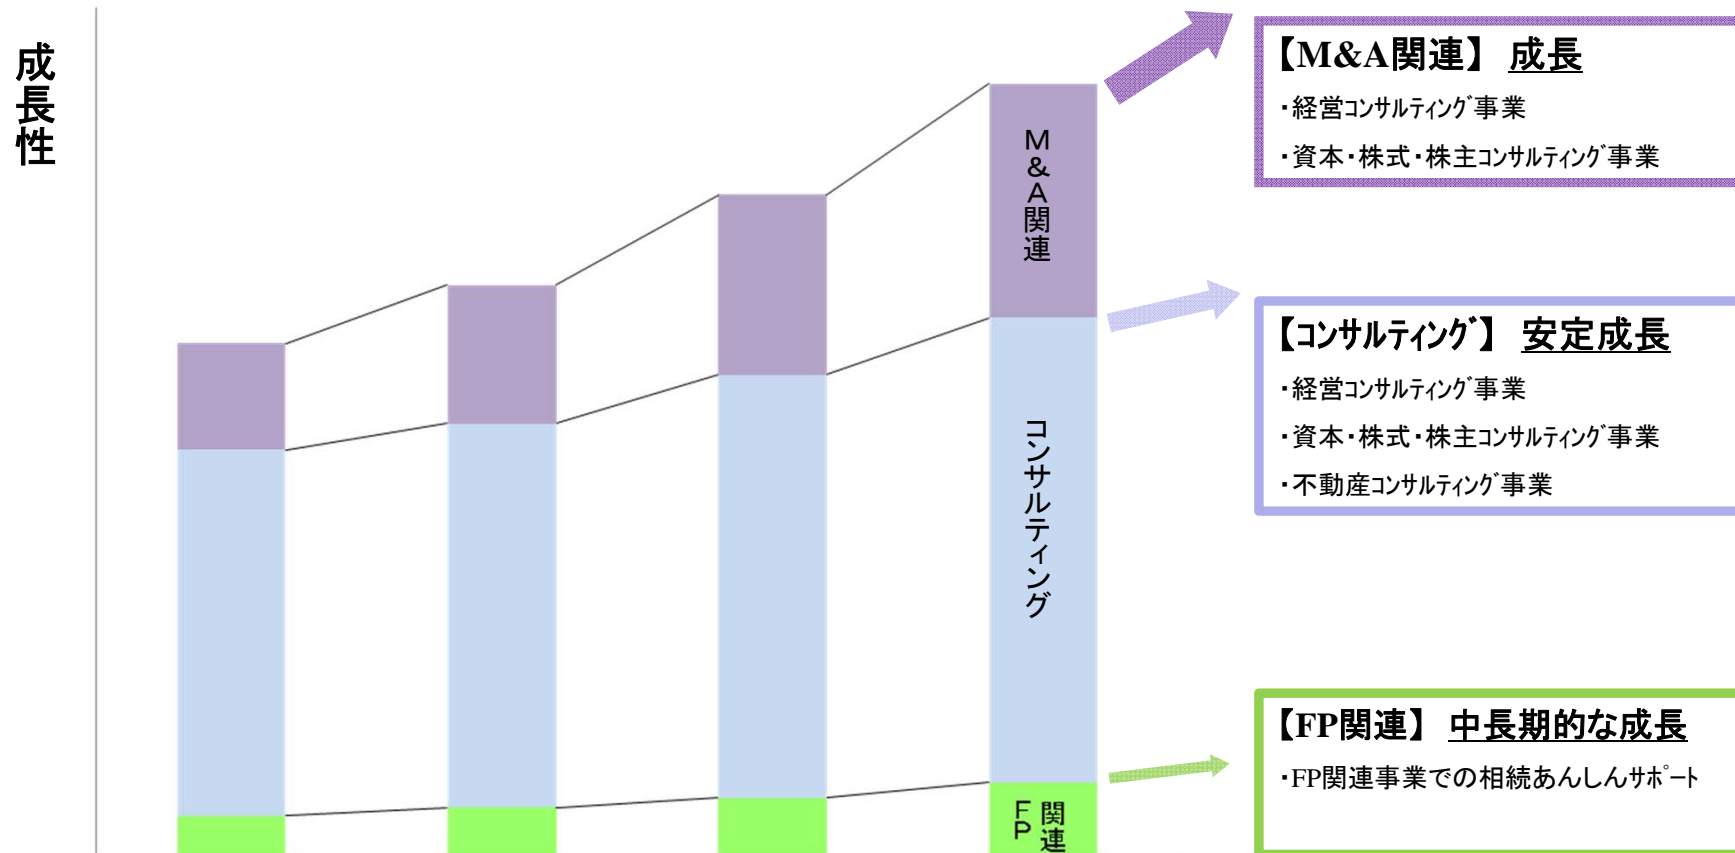 成長性
M&A関連
コンサルティング
FP関連
【M&A関連】 成長
・経営ｺﾝｻﾙﾃｨﾝｸﾞ事業
・資本・株式・株主ｺﾝｻﾙﾃｨﾝｸﾞ事業
【ｺﾝｻﾙﾃｨﾝｸﾞ】 安定成長
・経営ｺﾝｻﾙﾃｨﾝｸﾞ事業
・資本・株式・株主ｺﾝｻﾙﾃｨﾝｸﾞ事業
・不動産ｺﾝｻﾙﾃｨﾝｸﾞ事業
【FP関連】 中長期的な成長
・FP関連事業での相続あんしんｻﾎﾟｰﾄ